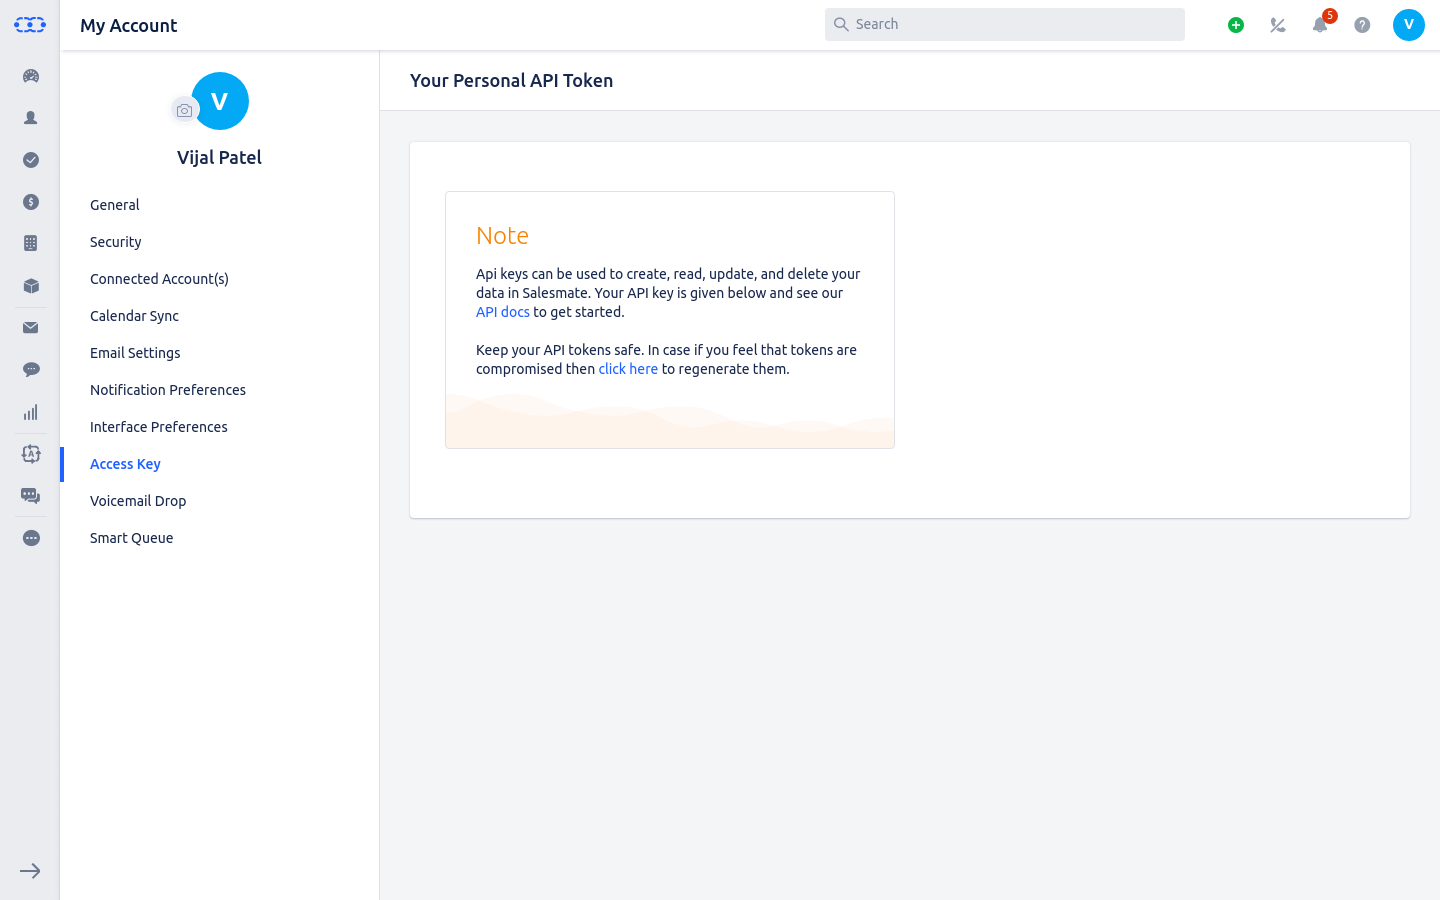 My Account
Search
5
V
V
Vijal Patel
General
Security
Connected Account(s)
Calendar Sync
Email Settings
Notification Preferences
Interface Preferences
Access Key
Voicemail Drop
Smart Queue
Your Personal API Token
Note
Api keys can be used to create, read, update, and delete your
data in Salesmate. Your API key is given below and see our
API docs to get started.
Keep your API tokens safe. In case if you feel that tokens are
compromised then click here to regenerate them.